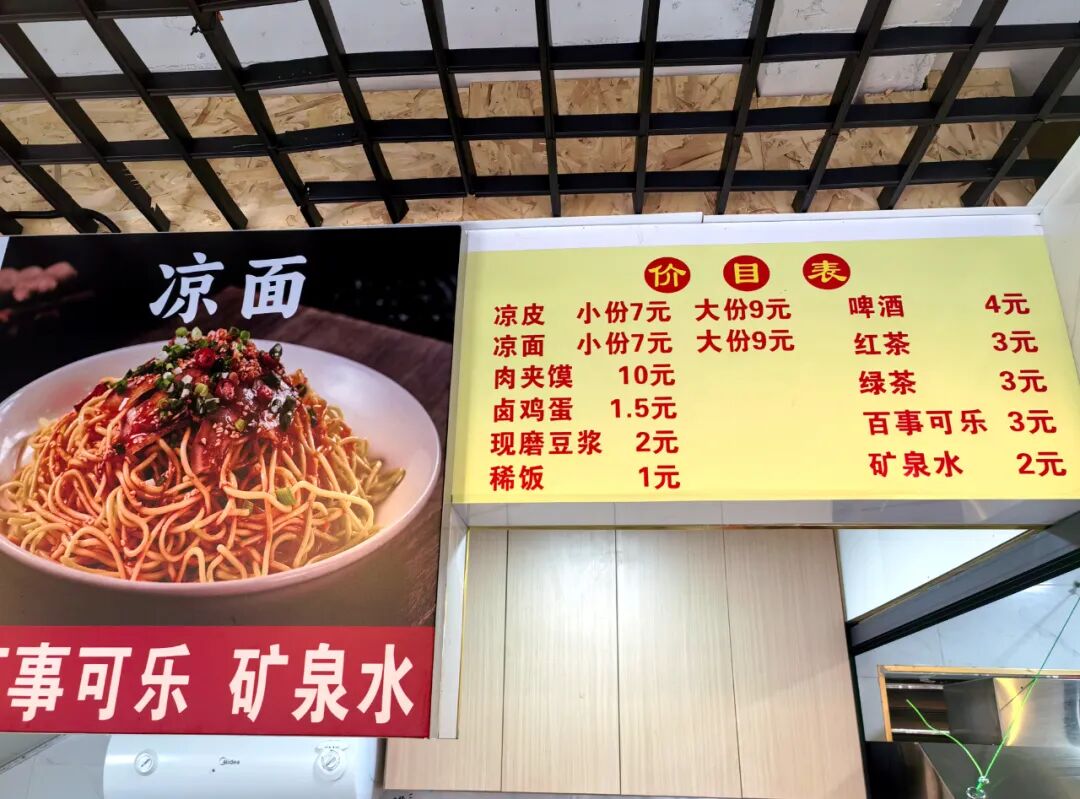 凉面
事可乐 矿泉水
Midea
价目表
凉皮 小份7元 大份9元
凉面 小份7元 大份9元
肉夹馍 10元
卤鸡蛋 1.5元
现磨豆浆 2元
稀饭 1元
啤酒 4元
红茶 3元
绿茶 3元
百事可乐 3元
矿泉水 2元